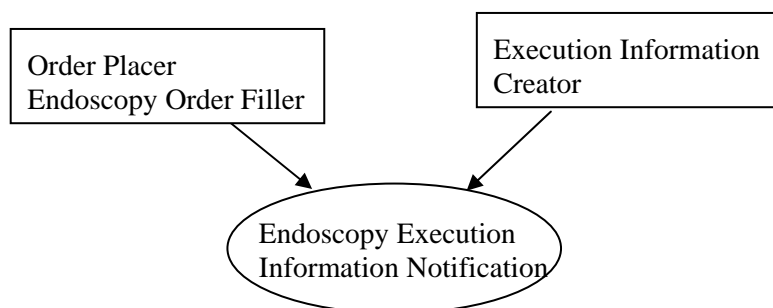 Order Placer
Endoscopy Order Filler
Execution Information
Creator
Endoscopy Execution
Information Notification